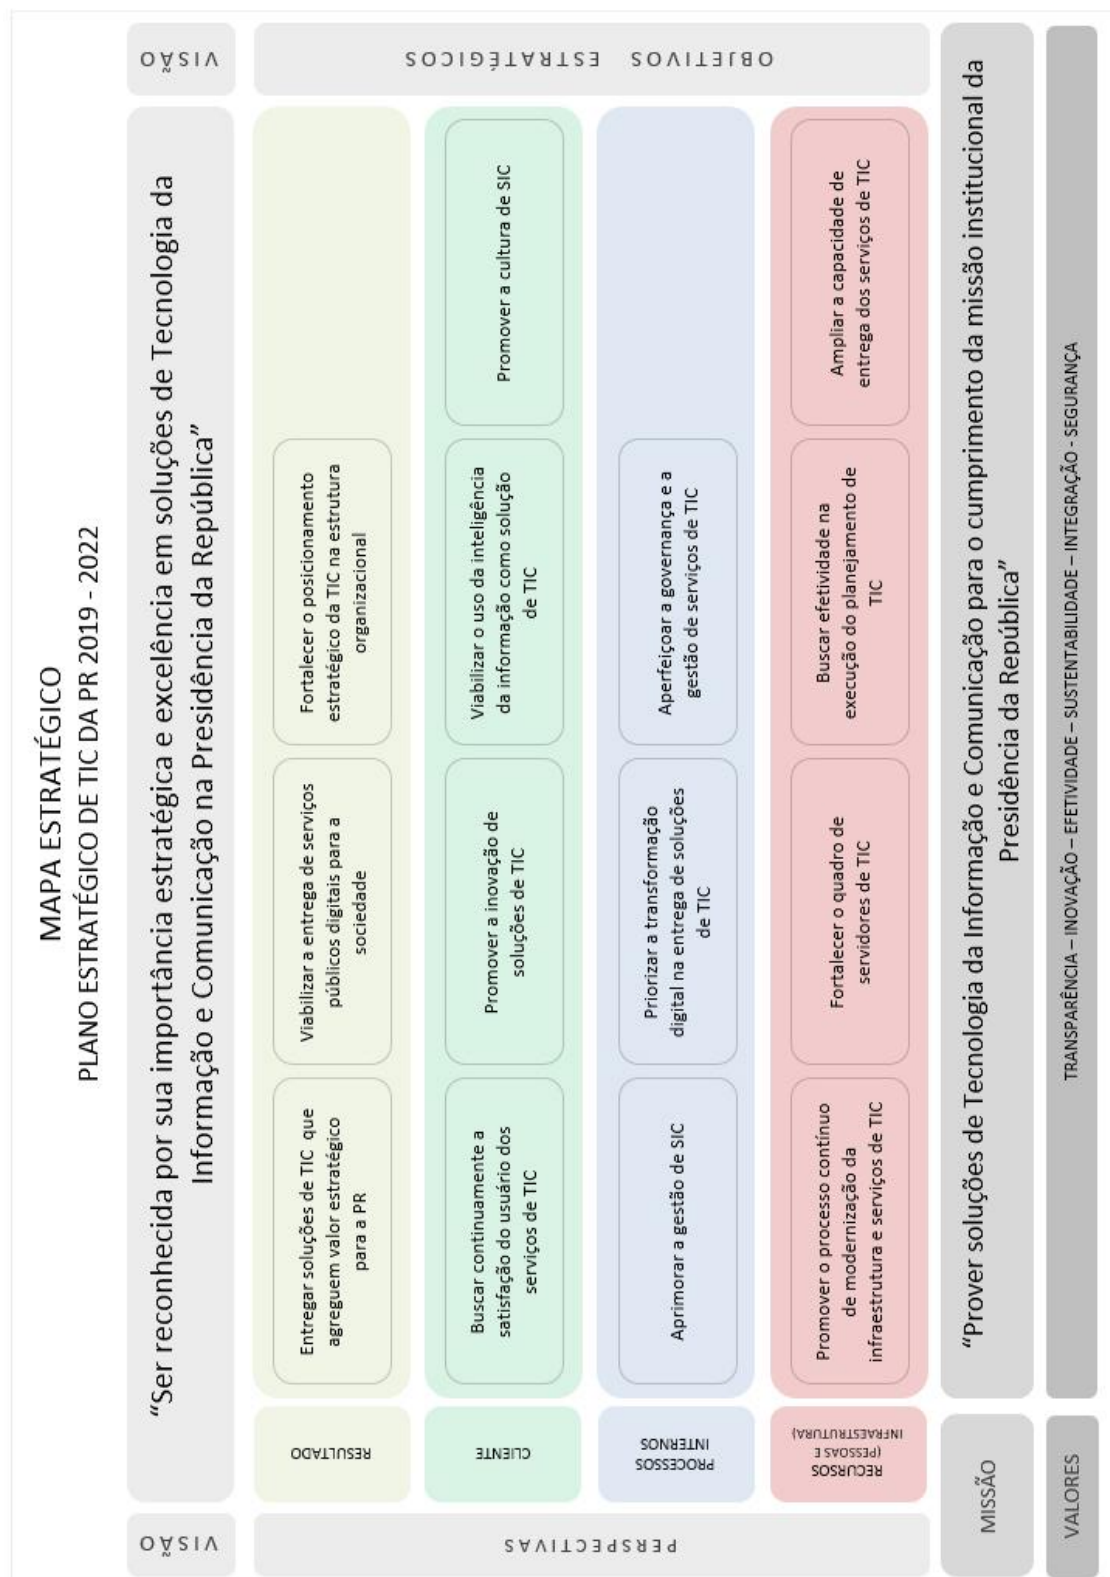 MAPA ESTRATÉGICO
PLANO ESTRATÉGICO DE TIC DA PR 2019 - 2022
VISÃO
“Ser reconhecida por sua importância estratégica e excelência em soluções de Tecnologia da
Informação e Comunicação na Presidência da República”
VISÃO
PERSPECTIVAS
OBJETIVOS ESTRATÉGICOS
RESULTADO
Entregar soluções de TIC que
agreguem valor estratégico
para a PR
Viabilizar a entrega de serviços
públicos digitais para a
sociedade
Fortalecer o posicionamento
estratégico da TIC na estrutura
organizacional
CLIENTE
Buscar continuamente a
satisfação do usuário dos
serviços de TIC
Promover a inovação de
soluções de TIC
Viabilizar o uso da inteligência
da informação como solução
de TIC
Promover a cultura de SIC
PROCESSOS
INTERNOS
Aprimorar a gestão de SIC
Priorizar a transformação
digital na entrega de soluções
de TIC
Aperfeiçoar a governança e a
gestão de serviços de TIC
RECURSOS
(PESSOAS E
INFRAESTRUTURA)
Promover o processo contínuo
de modernização da
infraestrutura e serviços de TIC
Fortalecer o quadro de
servidores de TIC
Buscar efetividade na
execução do planejamento de
TIC
Ampliar a capacidade de
entrega dos serviços de TIC
MISSÃO
“Prover soluções de Tecnologia da Informação e Comunicação para o cumprimento da missão institucional da
Presidência da República”
VALORES
TRANSPARÊNCIA – INOVAÇÃO – EFETIVIDADE – SUSTENTABILIDADE – INTEGRAÇÃO - SEGURANÇA